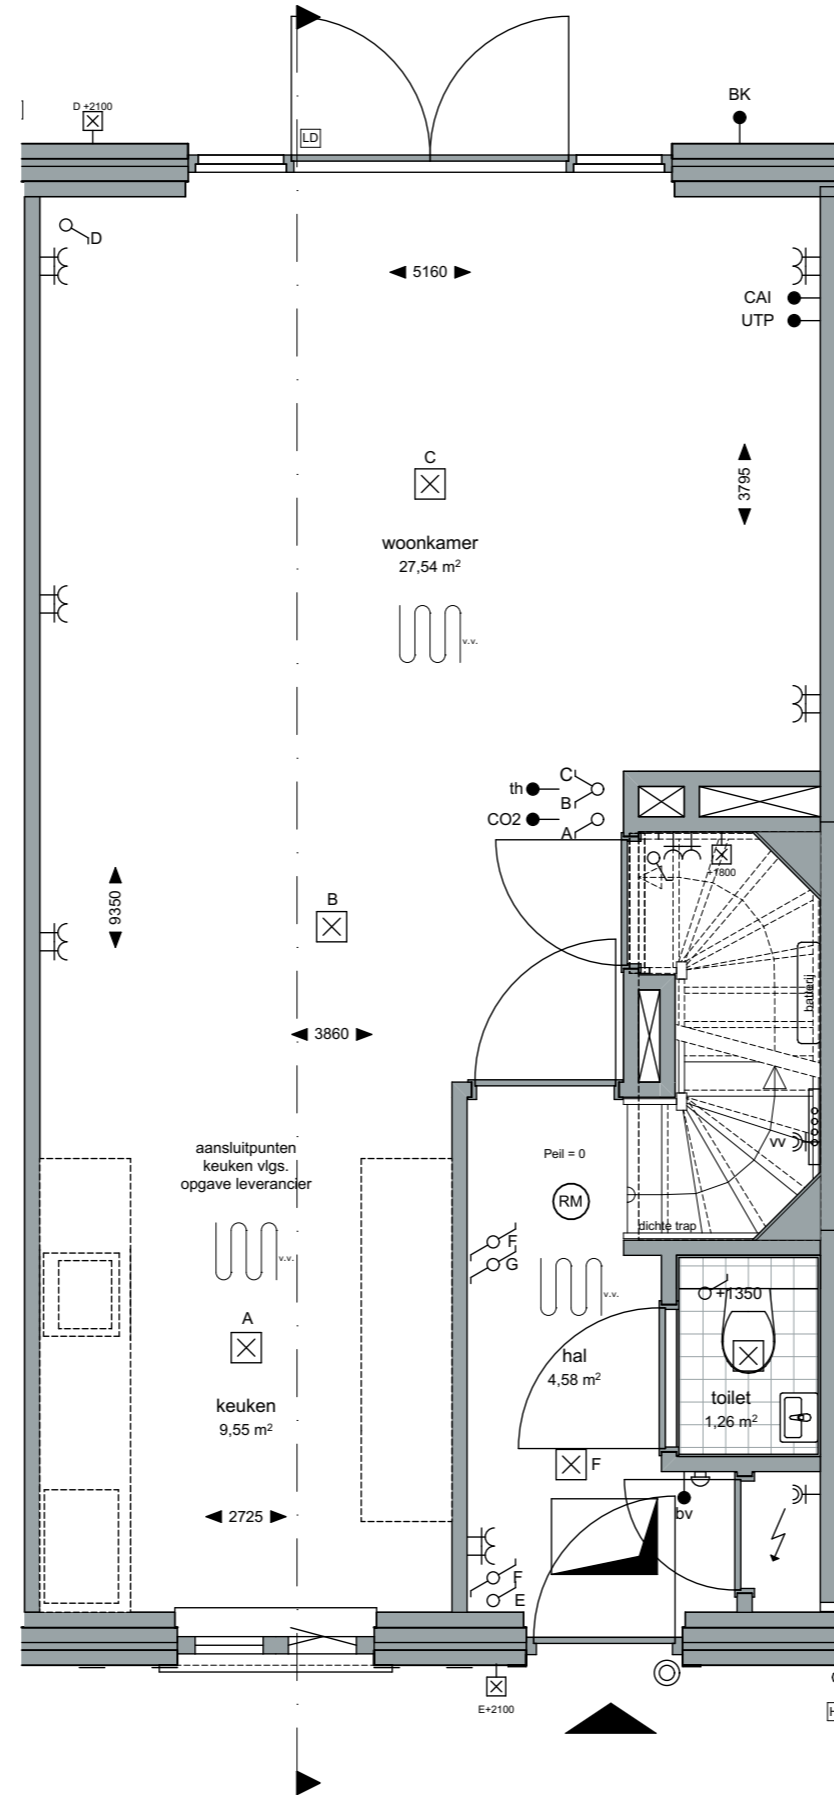 D +2100
LD
BK
D
5160
CAI
UTP
C
3795
woonkamer
27,54 m²
v.v.
C
th
B
CO2
A
+1800
9350
B
batterij
3860
aansluitpunten
keuken vlgs.
opgave leverancier
Peil = 0
vv
RM
dichte trap
F
G
v.v.
v.v.
+1350
A
hal
4,58 m²
keuken
9,55 m²
toilet
1,26 m²
F
2725
bv
F
E
E+2100
H